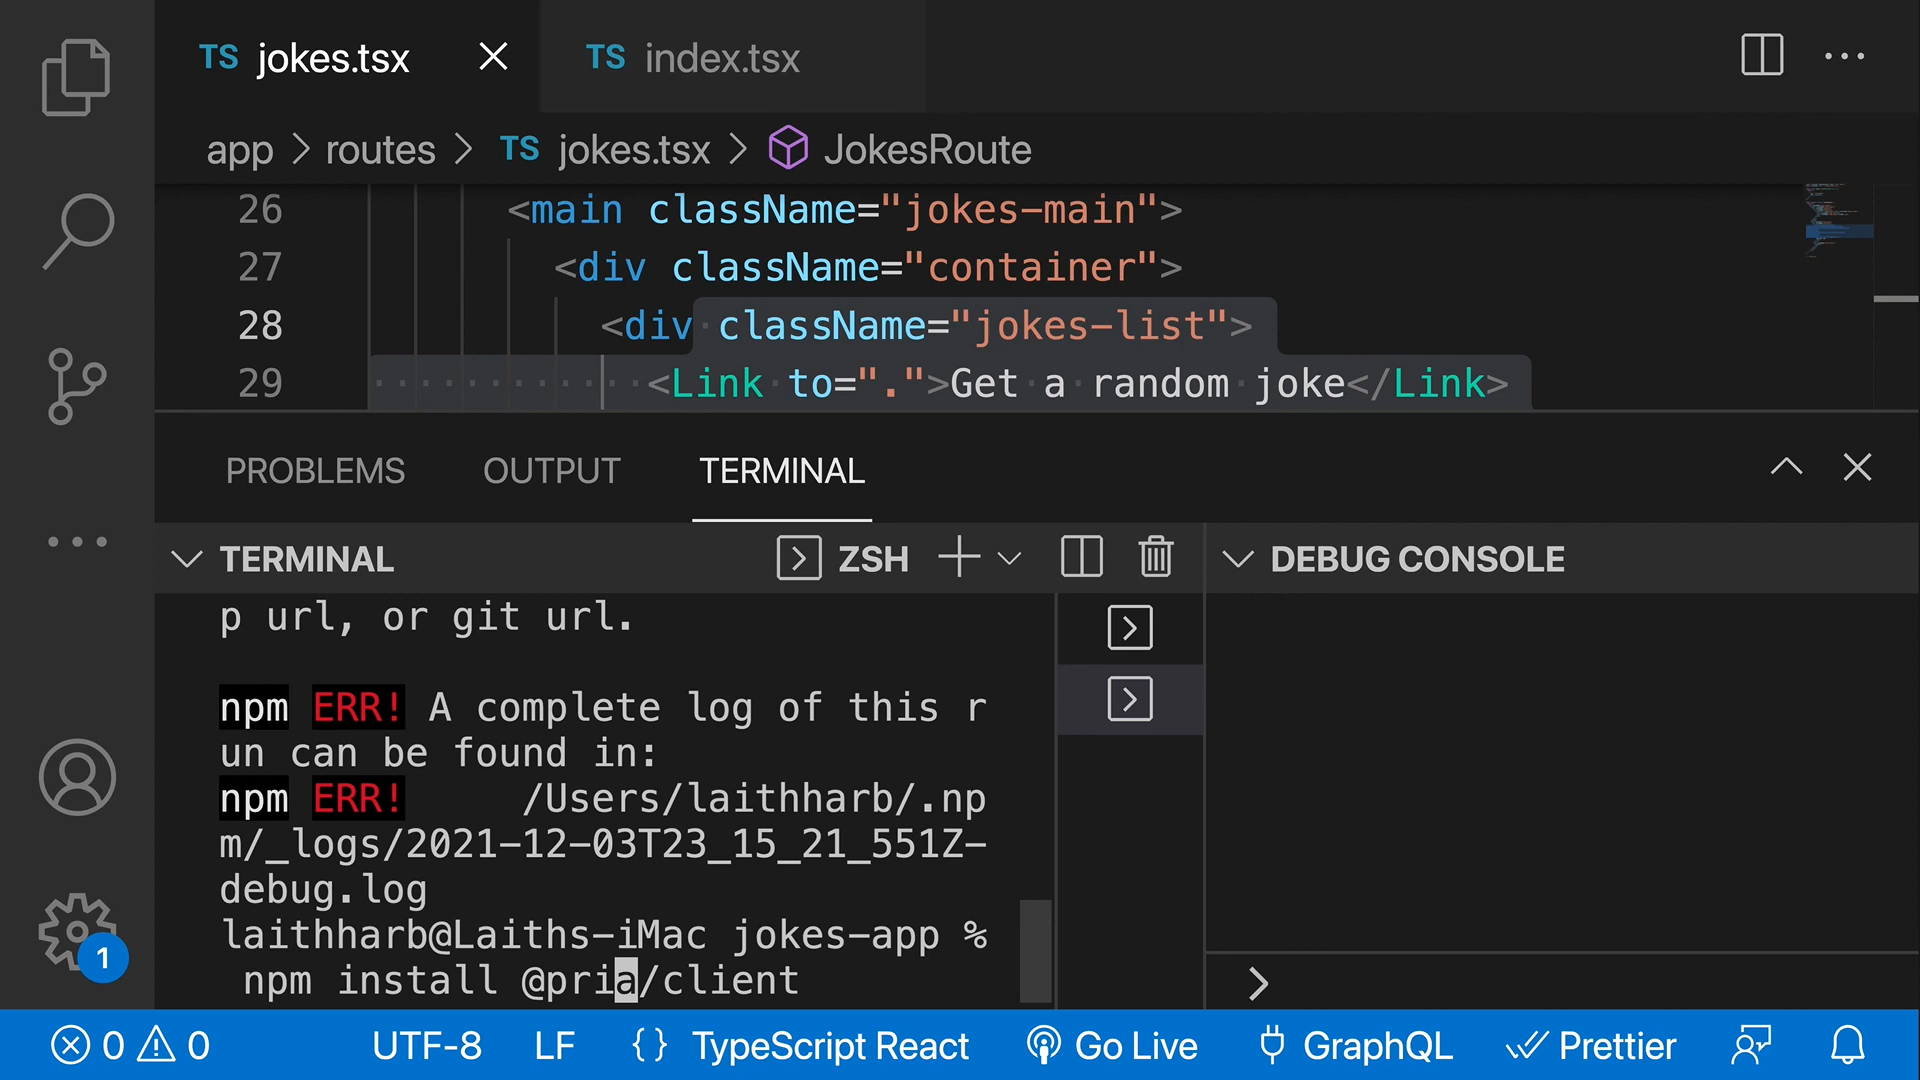 TS jokes.tsx
TS index.tsx
app > routes > TS jokes.tsx > JokesRoute
26 <main className="jokes-main">
27 <div className="container">
28 <div className="jokes-list">
29 <Link to=".">Get a random joke</Link>
PROBLEMS OUTPUT TERMINAL
TERMINAL ZSH
p url, or git url.
npm ERR! A complete log of this r
un can be found in:
npm ERR! /Users/laithharb/.np
m/_logs/2021-12-03T23_15_21_551Z-
debug.log
laithharb@Laiths-iMac jokes-app %
npm install @pria/client
DEBUG CONSOLE
>
1
0 0 UTF-8 LF {} TypeScript React Go Live GraphQL Prettier